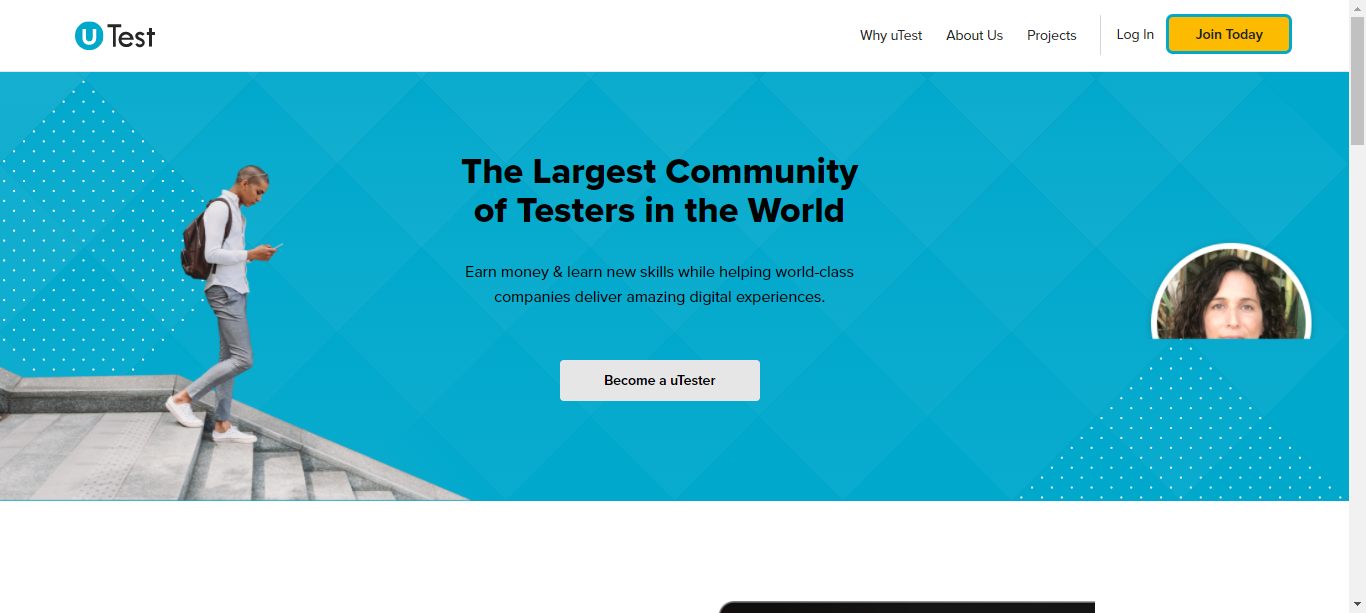 uTest
Why uTest
About Us
Projects
Log In
Join Today
The Largest Community
of Testers in the World
Earn money & learn new skills while helping world-class
companies deliver amazing digital experiences.
Become a uTester